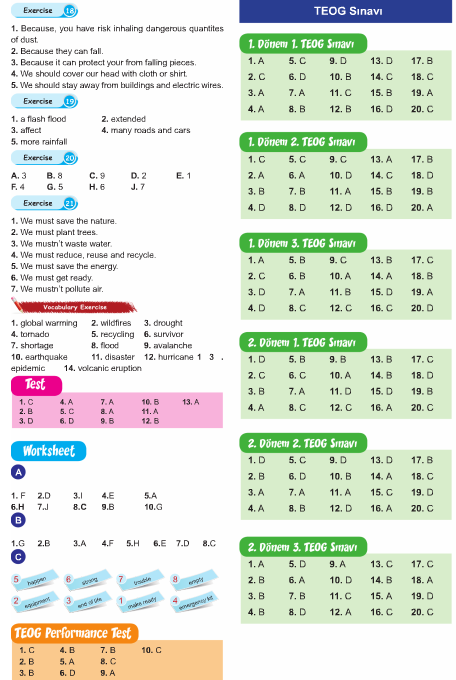 Exercise 18
1. Because, you have risk inhaling dangerous quantites
of dust.
2. Because they can fall.
3. Because it can protect your from falling pieces.
4. We should cover our head with cloth or shirt.
5. We should stay away from buildings and electric wires.
Exercise 19
1. a flash flood 2. extended
3. affect 4. many roads and cars
5. more rainfall
Exercise 20
A. 3 B. 8 C. 9 D. 2 E. 1
F. 4 G. 5 H. 6 J. 7
Exercise 21
1. We must save the nature.
2. We must plant trees.
3. We mustn't waste water.
4. We must reduce, reuse and recycle.
5. We must save the energy.
6. We must get ready.
7. We mustn't pollute air.
Vocabulary Exercise
1. global warming 2. wildfires 3. drought
4. tornado 5. recycling 6. survivor
7. shortage 8. flood 9. avalanche
10. earthquake 11. disaster 12. hurricane 1 3 .
epidemic 14. volcanic eruption
Test
1. C 4. A 7. A 10. B 13. A
2. B 5. C 8. A 11. A
3. D 6. D 9. B 12. B
Worksheet
A
1. F 2.D 3.I 4.E 5.A
6.H 7.J 8.C 9.B 10.G
B
1.G 2.B 3.A 4.F 5.H 6.E 7.D 8.C
C
5 happen 6 strong 7 trouble 8 empty
2 equipment 3 end of life 1 make ready 4 emergency kit
TEOG Performance Test
1. C 4. B 7. B 10. C
2. B 5. A 8. C
3. B 6. D 9. A
TEOG Sınavı
1. Dönem 1. TEOG Sınavı
1. A 5. C 9. D 13. D 17. B
2. C 6. D 10. B 14. C 18. C
3. A 7. A 11. C 15. B 19. A
4. A 8. B 12. B 16. D 20. C
1. Dönem 2. TEOG Sınavı
1. C 5. C 9. C 13. A 17. B
2. A 6. A 10. D 14. C 18. D
3. B 7. B 11. A 15. B 19. B
4. D 8. D 12. D 16. D 20. A
1. Dönem 3. TEOG Sınavı
1. A 5. B 9. C 13. B 17. C
2. C 6. B 10. A 14. A 18. B
3. D 7. A 11. B 15. D 19. A
4. D 8. C 12. C 16. C 20. D
2. Dönem 1. TEOG Sınavı
1. D 5. B 9. B 13. B 17. C
2. C 6. C 10. A 14. B 18. D
3. B 7. A 11. D 15. D 19. B
4. A 8. C 12. C 16. A 20. C
2. Dönem 2. TEOG Sınavı
1. D 5. C 9. D 13. D 17. B
2. B 6. D 10. B 14. A 18. C
3. A 7. A 11. A 15. C 19. D
4. A 8. B 12. D 16. A 20. C
2. Dönem 3. TEOG Sınavı
1. A 5. D 9. A 13. C 17. C
2. B 6. A 10. D 14. B 18. A
3. B 7. B 11. C 15. A 19. D
4. B 8. D 12. A 16. C 20. C